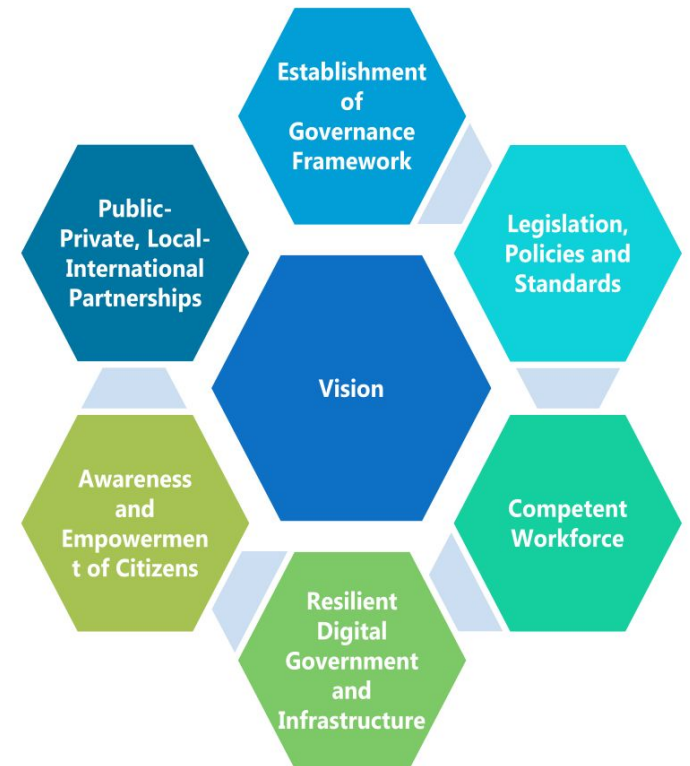 Establishment
of
Governance
Framework
Legislation,
Policies and
Standards
Competent
Workforce
Resilient
Digital
Government
and
Infrastructure
Awareness
and
Empowermen
t of Citizens
Public-
Private, Local-
International
Partnerships
Vision